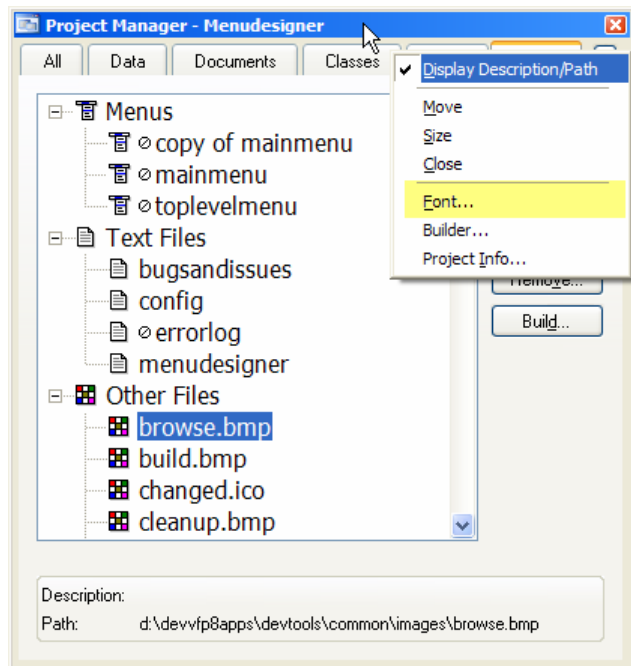 Project Manager - Menudesigner
All Data Documents Classes
Display Description/Path
Move
Size
Close
Font...
Builder...
Project Info...
Menus
copy of mainmenu
mainmenu
toplevelmenu
Text Files
bugsandissues
config
errorlog
menudesigner
Other Files
browse.bmp
build.bmp
changed.ico
cleanup.bmp
Remove...
Build...
Description:
Path: d:\devvfp8apps\devtools\common\images\browse.bmp